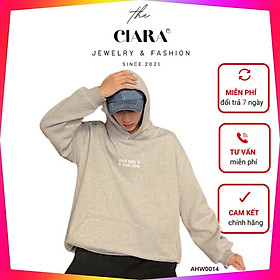 the
CIARA®
JEWELRY & FASHION
SINCE.2021
MIỄN PHÍ
đổi trả 7 ngày
TƯ VẤN
miễn phí
CAM KẾT
chính hãng
AHW0014